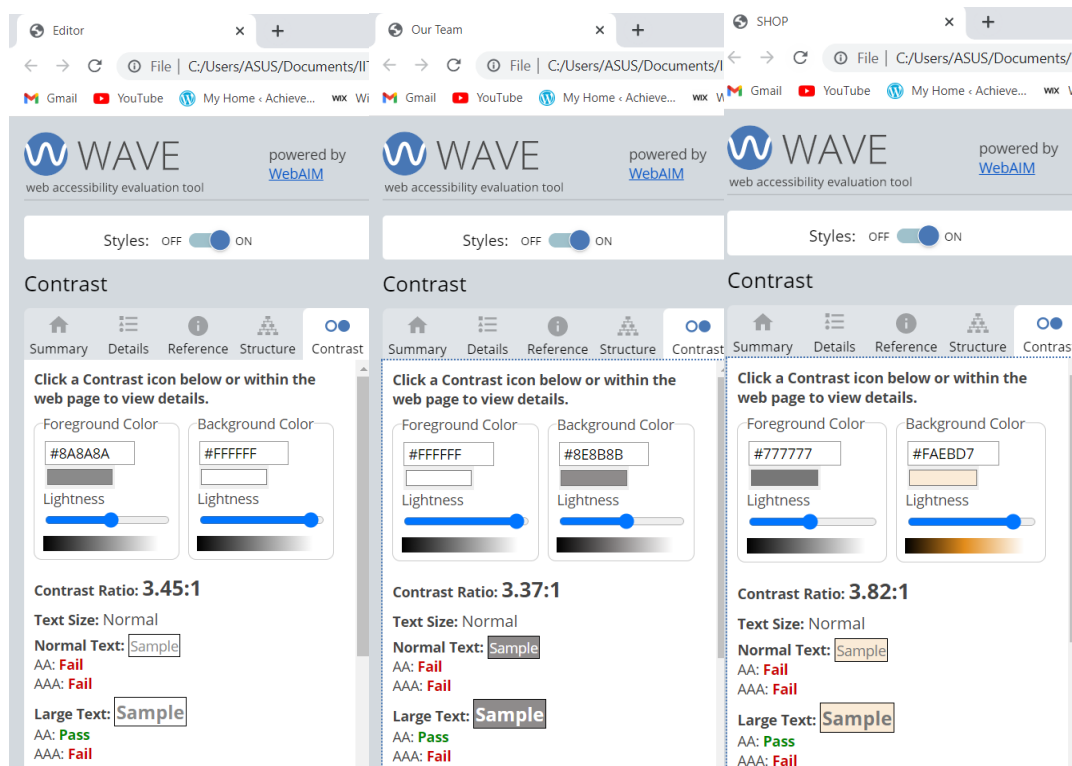 Editor
File | C:/Users/ASUS/Documents/II
Gmail YouTube My Home ‹ Achieve... WIX Wi
WAVE
web accessibility evaluation tool
powered by
WebAIM
Styles: OFF ON
Contrast
Summary Details Reference Structure Contrast
Click a Contrast icon below or within the
web page to view details.
Foreground Color Background Color
#8A8A8A #FFFFFF
Lightness Lightness
Contrast Ratio: 3.45:1
Text Size: Normal
Normal Text: Sample
AA: Fail
AAA: Fail
Large Text: Sample
AA: Pass
AAA: Fail
Our Team
File | C:/Users/ASUS/Documents/I
Gmail YouTube My Home ‹ Achieve... WIX W
WAVE
web accessibility evaluation tool
powered by
WebAIM
Styles: OFF ON
Contrast
Summary Details Reference Structure Contrast
Click a Contrast icon below or within the
web page to view details.
Foreground Color Background Color
#FFFFFF #8E8B8B
Lightness Lightness
Contrast Ratio: 3.37:1
Text Size: Normal
Normal Text: Sample
AA: Fail
AAA: Fail
Large Text: Sample
AA: Pass
AAA: Fail
SHOP
File | C:/Users/ASUS/Documents/
Gmail YouTube My Home ‹ Achieve... WIX W
WAVE
web accessibility evaluation tool
powered by
WebAIM
Styles: OFF ON
Contrast
Summary Details Reference Structure Contras
Click a Contrast icon below or within the
web page to view details.
Foreground Color Background Color
#777777 #FAEBD7
Lightness Lightness
Contrast Ratio: 3.82:1
Text Size: Normal
Normal Text: Sample
AA: Fail
AAA: Fail
Large Text: Sample
AA: Pass
AAA: Fail